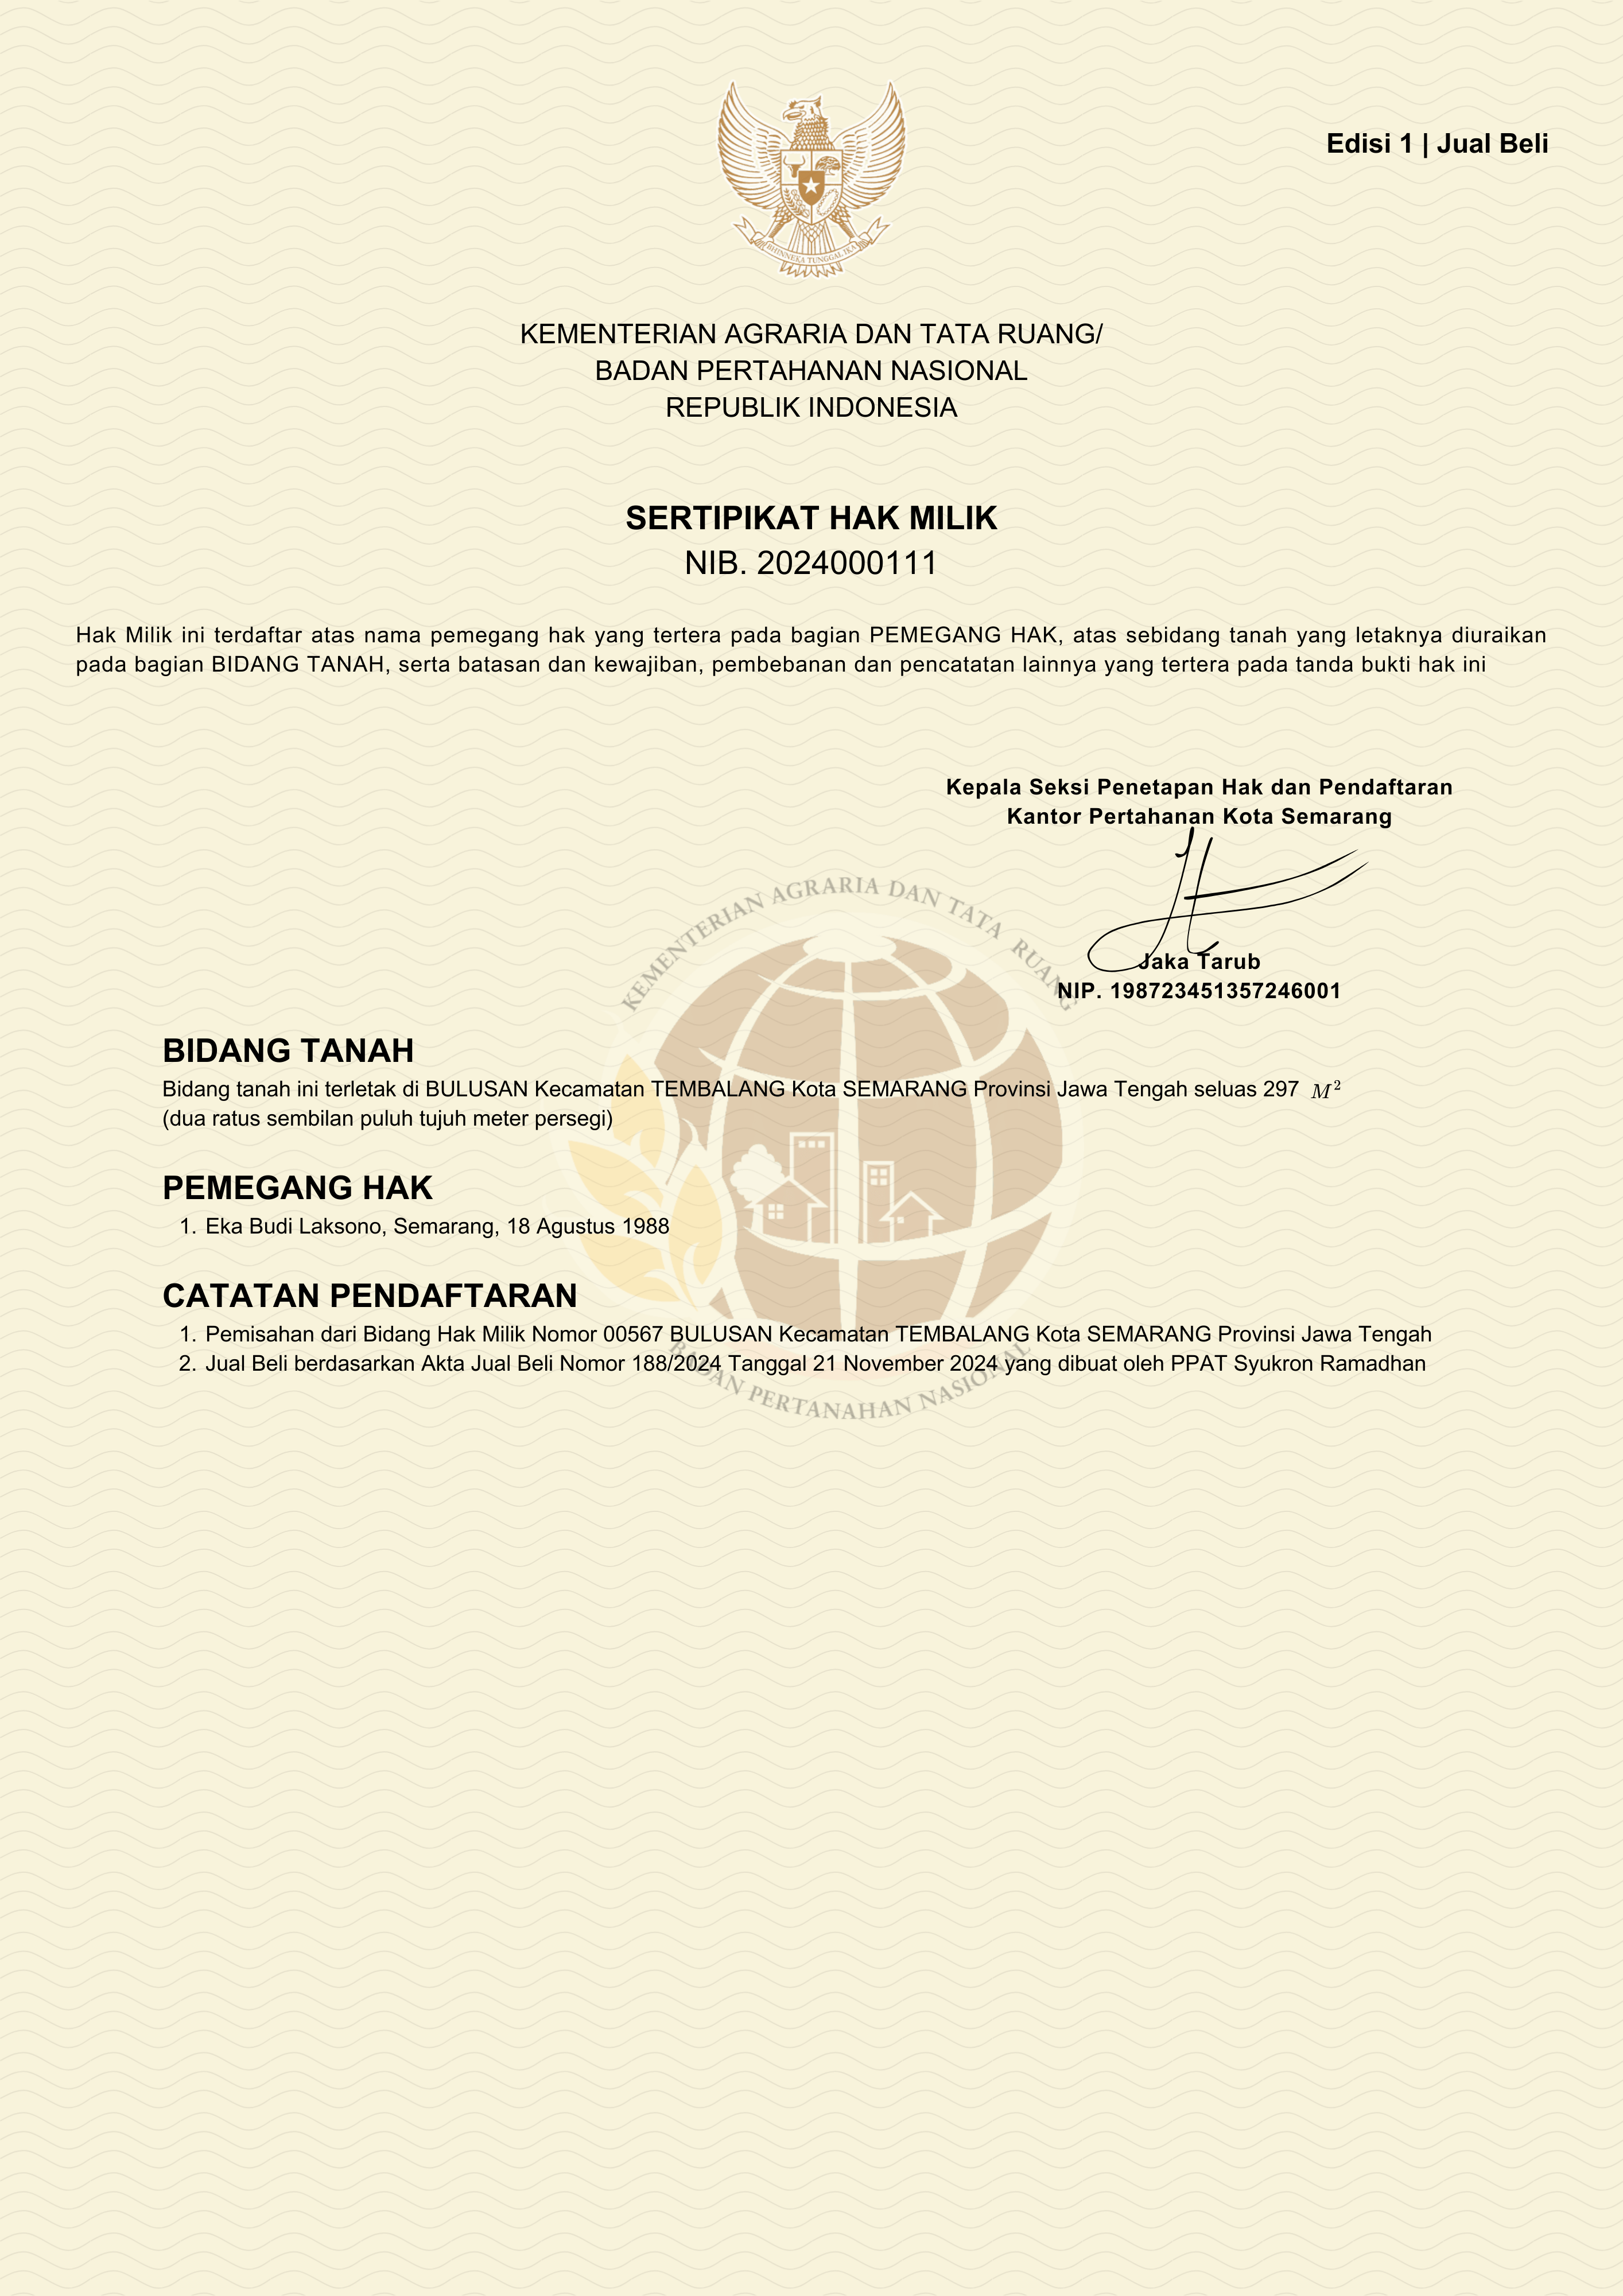 BHINNEKA TUNGGAL IKA
Edisi 1 | Jual Beli
KEMENTERIAN AGRARIA DAN TATA RUANG/
BADAN PERTAHANAN NASIONAL
REPUBLIK INDONESIA
SERTIPIKAT HAK MILIK
NIB. 2024000111
Hak Milik ini terdaftar atas nama pemegang hak yang tertera pada bagian PEMEGANG HAK, atas sebidang tanah yang letaknya diuraikan
pada bagian BIDANG TANAH, serta batasan dan kewajiban, pembebanan dan pencatatan lainnya yang tertera pada tanda bukti hak ini
Kepala Seksi Penetapan Hak dan Pendaftaran
Kantor Pertahanan Kota Semarang
Jaka Tarub
NIP. 198723451357246001
KEMENTERIAN AGRARIA DAN TATA RUANG
BIDANG TANAH
Bidang tanah ini terletak di BULUSAN Kecamatan TEMBALANG Kota SEMARANG Provinsi Jawa Tengah seluas 297 M²
(dua ratus sembilan puluh tujuh meter persegi)
PEMEGANG HAK
1. Eka Budi Laksono, Semarang, 18 Agustus 1988
CATATAN PENDAFTARAN
1. Pemisahan dari Bidang Hak Milik Nomor 00567 BULUSAN Kecamatan TEMBALANG Kota SEMARANG Provinsi Jawa Tengah
2. Jual Beli berdasarkan Akta Jual Beli Nomor 188/2024 Tanggal 21 November 2024 yang dibuat oleh PPAT Syukron Ramadhan
BADAN PERTANAHAN NASIONAL